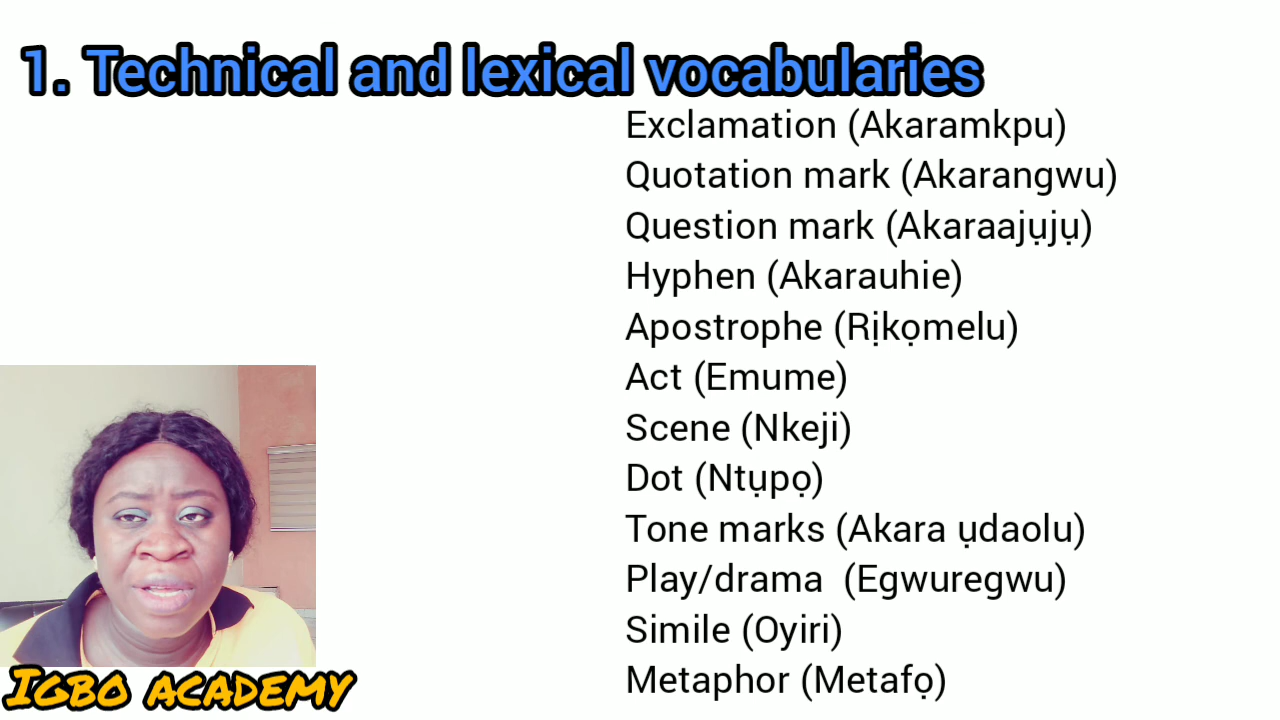 1. Technical and lexical vocabularies
Exclamation (Akaramkpu)
Quotation mark (Akarangwu)
Question mark (Akaraajụjụ)
Hyphen (Akarauhie)
Apostrophe (Rịkọmelu)
Act (Emume)
Scene (Nkeji)
Dot (Ntụpọ)
Tone marks (Akara ụdaolu)
Play/drama (Egwuregwu)
Simile (Oyiri)
Metaphor (Metafọ)
IGBO ACADEMY